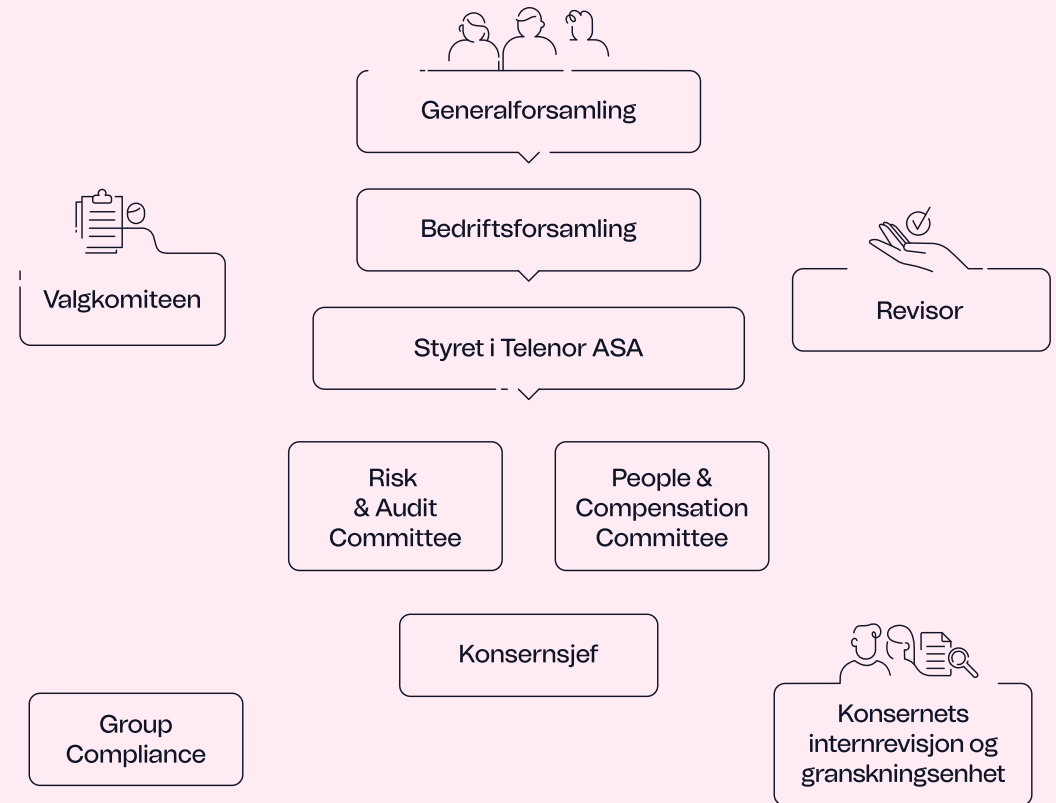 Generalforsamling
Bedriftsforsamling
Valgkomiteen
Revisor
Styret i Telenor ASA
Risk
& Audit
Committee
People &
Compensation
Committee
Konsernsjef
Group
Compliance
Konsernets
internrevisjon og
granskningsenhet